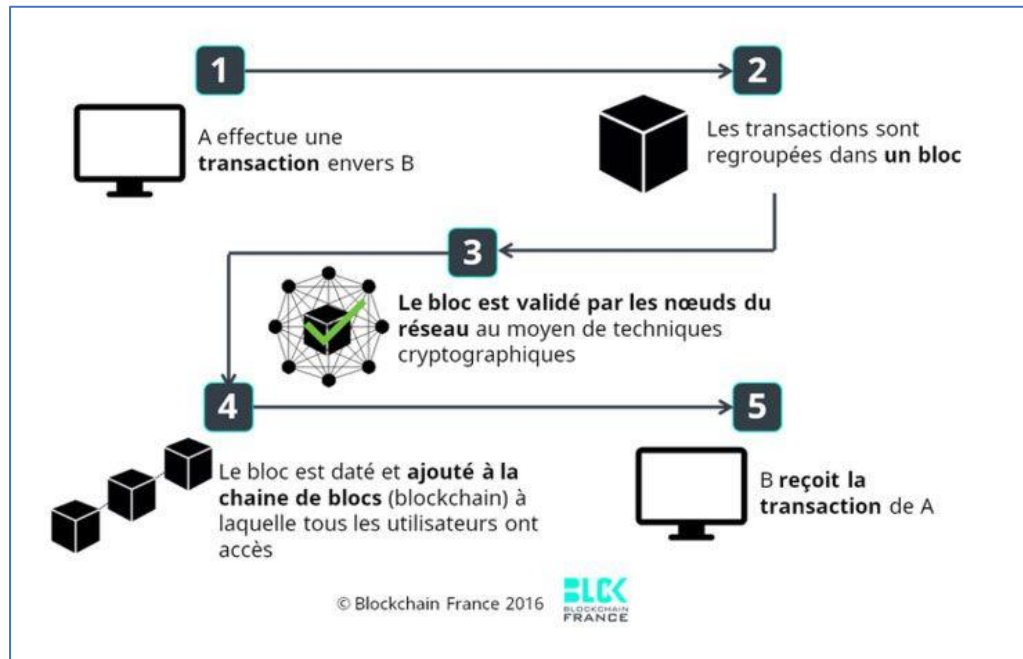 1
2
A effectue une
transaction envers B
Les transactions sont
regroupées dans un bloc
3
Le bloc est validé par les nœuds du
réseau au moyen de techniques
cryptographiques
4
5
Le bloc est daté et ajouté à la
chaine de blocs (blockchain) à
laquelle tous les utilisateurs ont
accès
B reçoit la
transaction de A
© Blockchain France 2016
BLCK
BLOCKCHAIN
FRANCE